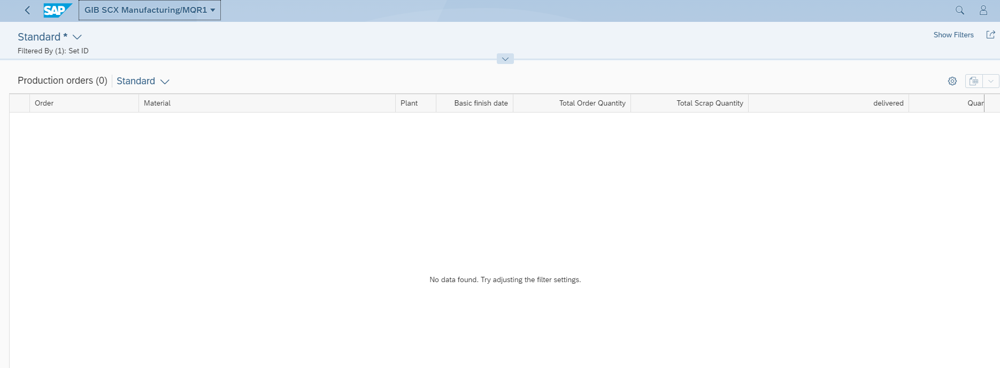 SAP GIB SCX Manufacturing/MQR1
Standard *
Show Filters
Filtered By (1): Set ID
Production orders (0) Standard
Order Material Plant Basic finish date Total Order Quantity Total Scrap Quantity delivered Quar
No data found. Try adjusting the filter settings.